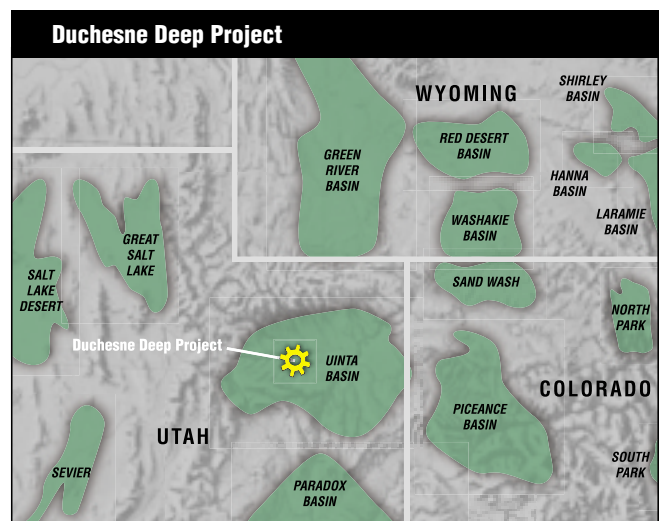 Duchesne Deep Project
WYOMING
SHIRLEY
BASIN
RED DESERT
BASIN
GREEN
RIVER
BASIN
HANNA
BASIN
WASHAKIE
BASIN
LARAMIE
BASIN
GREAT
SALT
LAKE
SALT
LAKE
DESERT
SAND WASH
NORTH
PARK
Duchesne Deep Project
UINTA
BASIN
COLORADO
PICEANCE
BASIN
UTAH
SEVIER
PARADOX
BASIN
SOUTH
PARK